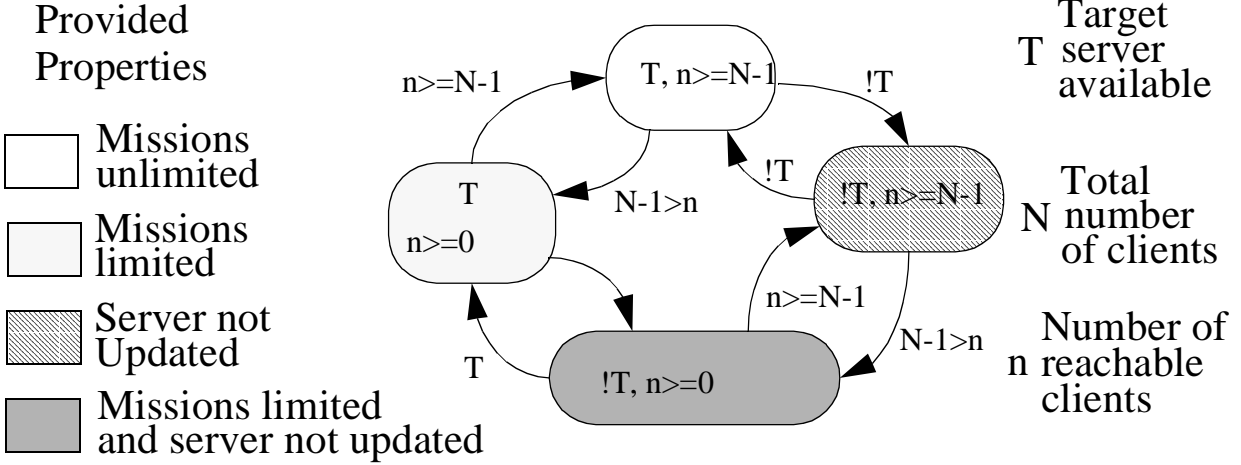 Provided
Properties
Missions
unlimited
Missions
limited
Server not
Updated
Missions limited
and server not updated
n>=N-1
T, n>=N-1
!T
!T
N-1>n
T
n>=0
!T, n>=N-1
n>=N-1
N-1>n
T
!T, n>=0
Target
T server
available
Total
N number
of clients
Number of
n reachable
clients